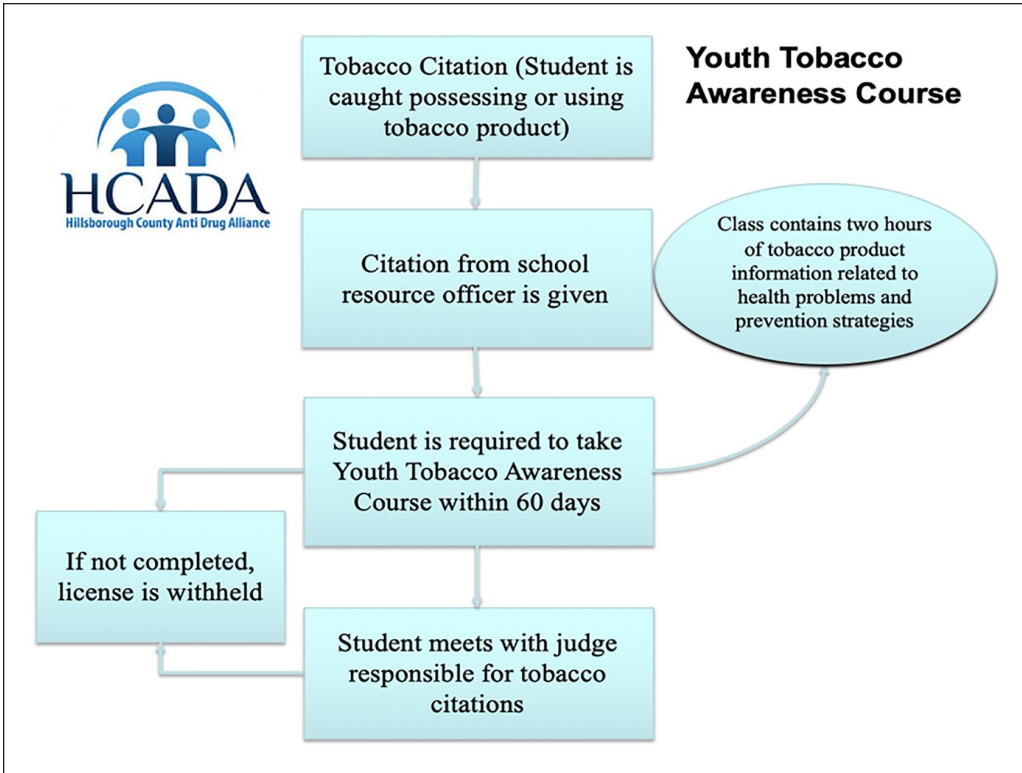 Youth Tobacco
Awareness Course
HCADA
Hillsborough County Anti Drug Alliance
Tobacco Citation (Student is
caught possessing or using
tobacco product)
Citation from school
resource officer is given
Class contains two hours
of tobacco product
information related to
health problems and
prevention strategies
Student is required to take
Youth Tobacco Awareness
Course within 60 days
If not completed,
license is withheld
Student meets with judge
responsible for tobacco
citations